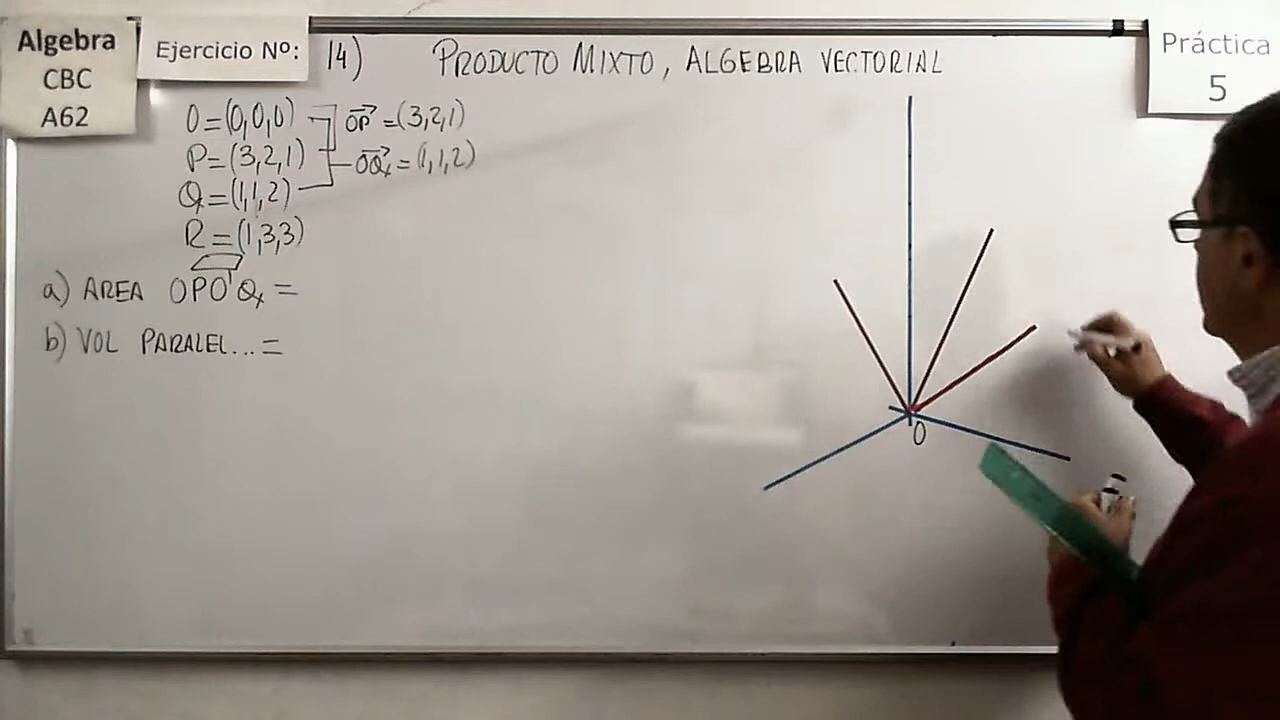 Algebra
CBC
A62
Ejercicio Nº: 14)
PRODUCTO MIXTO, ALGEBRA VECTORIAL
Práctica
5
O=(0,0,0)
OP=(3,2,1)
P=(3,2,1)
OQ=(1,1,2)
Q=(1,1,2)
R=(1,3,3)
a) AREA OPO'Q=
b) VOL PARALEL...=
O